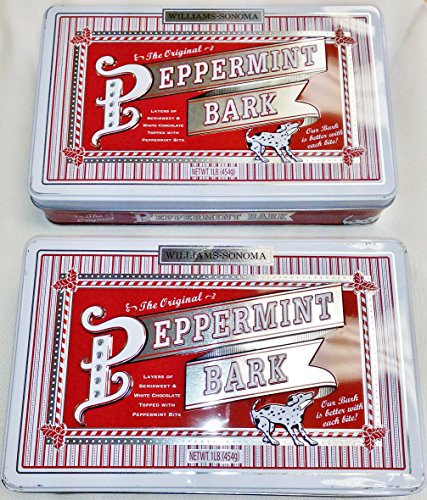 WILLIAMS-SONOMA
The Original
PEPPERMINT
BARK
LAYERS OF
SEMISWEET &
WHITE CHOCOLATE
TOPPED WITH
PEPPERMINT BITS
Our Bark
is better with
each bite!
NETWT 1LB. (454g)
The
Original
PEPPERMINT BARK
WILLIAMS-SONOMA
The Original
PEPPERMINT
BARK
LAYERS OF
SEMISWEET &
WHITE CHOCOLATE
TOPPED WITH
PEPPERMINT BITS
Our Bark
is better with
each bite!
NETWT 1LB. (454g)